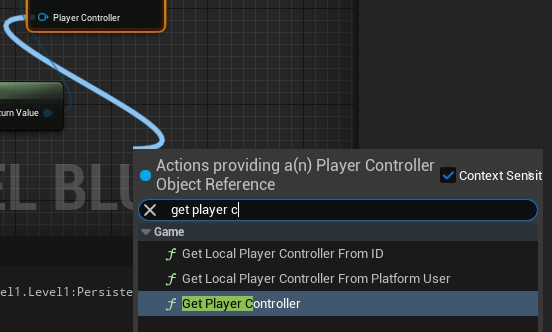 Player Controller
turn Value
EL BLU
Actions providing a(n) Player Controller
Object Reference
Context Sensit
get player c
Game
Get Local Player Controller From ID
Get Local Player Controller From Platform User
Get Player Controller
el1.Level1:Persiste